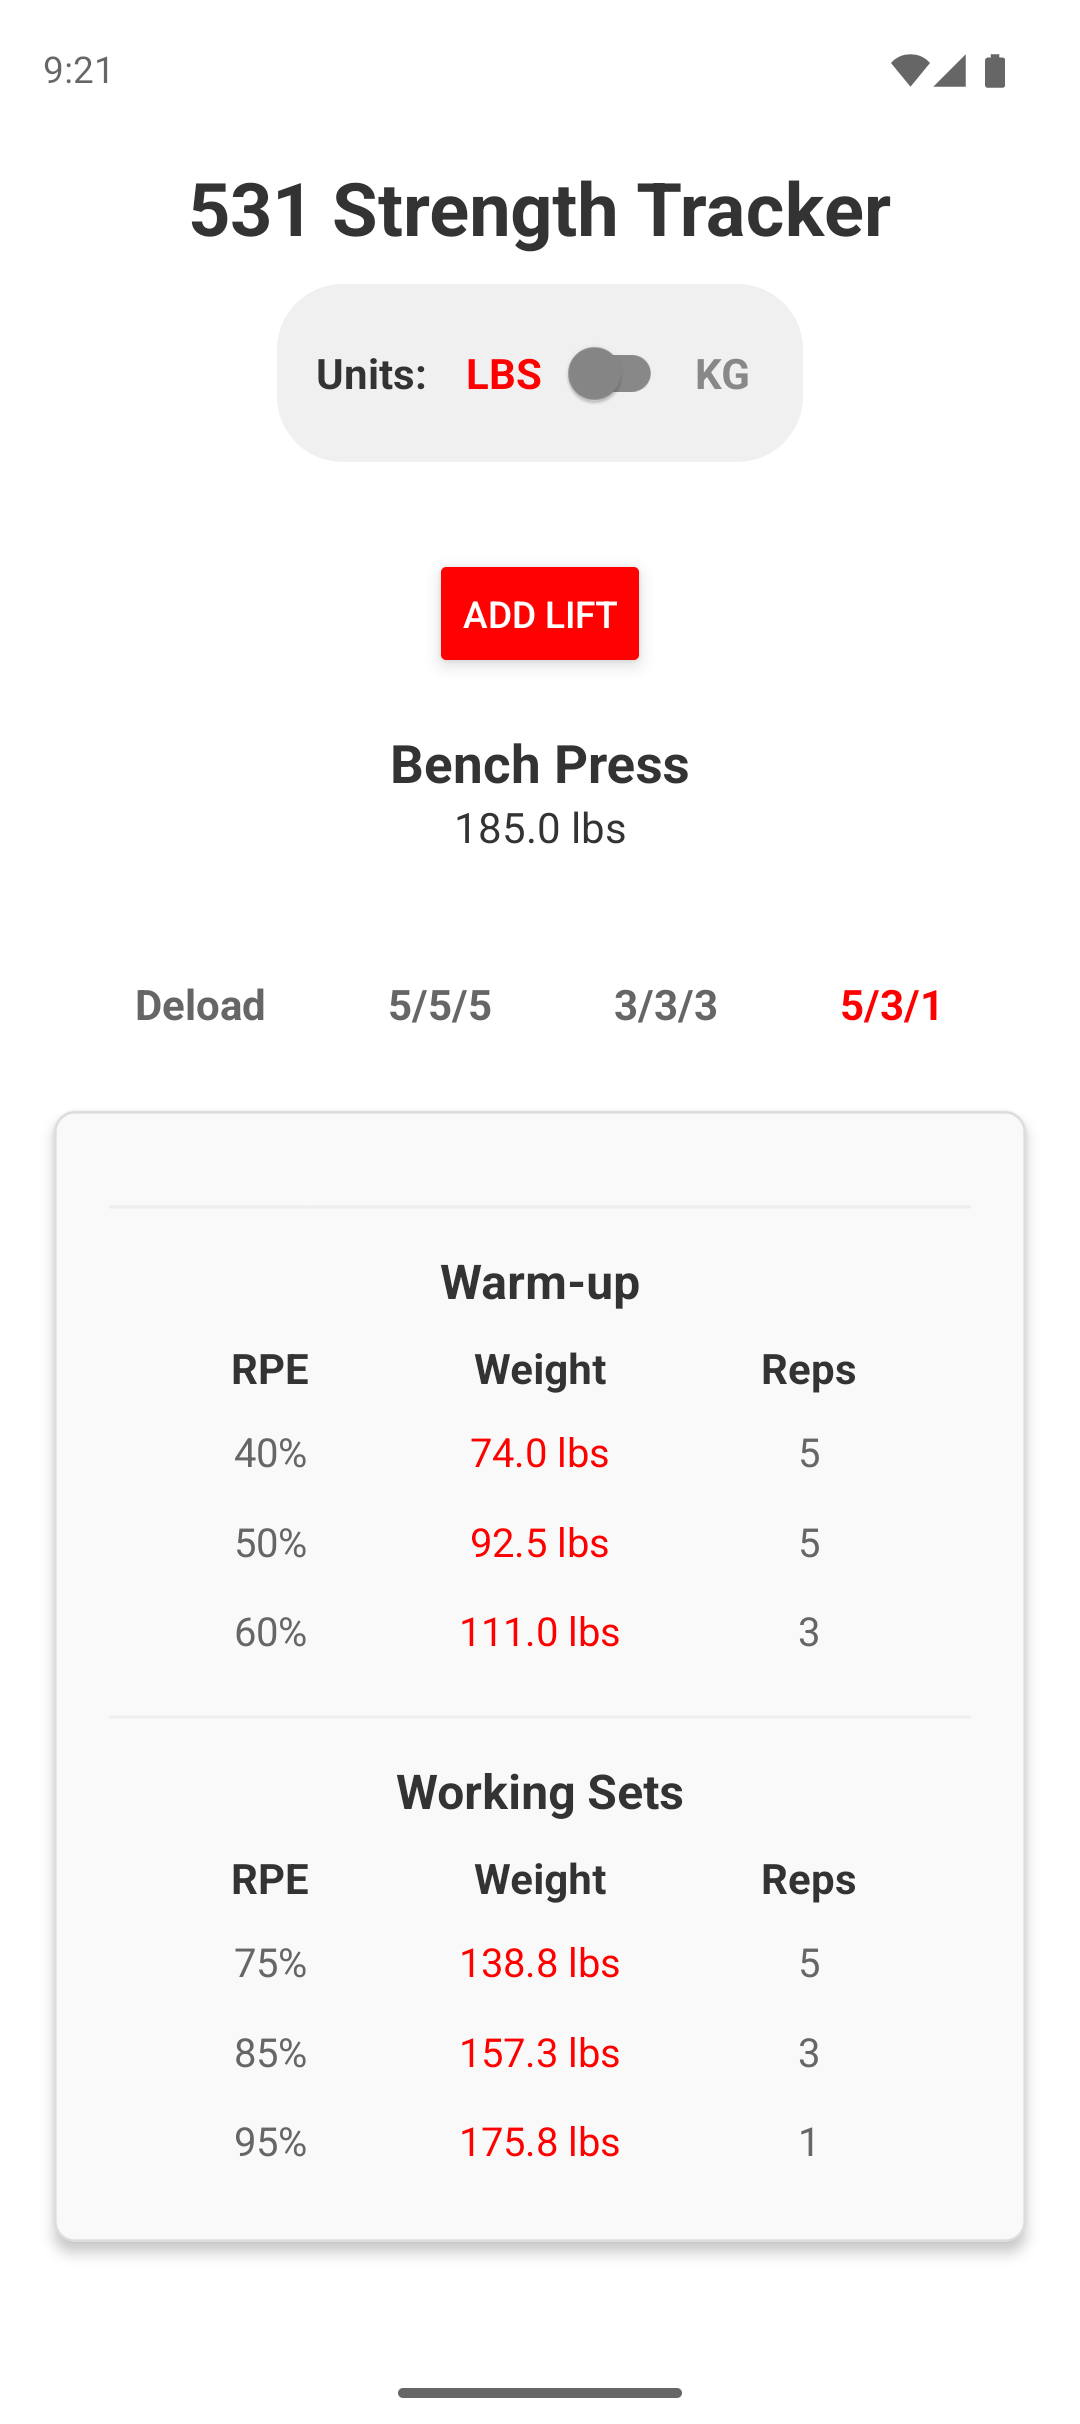 9:21
531 Strength Tracker
Units: LBS KG
ADD LIFT
Bench Press
185.0 lbs
Deload 5/5/5 3/3/3 5/3/1
Warm-up
RPE Weight Reps
40% 74.0 lbs 5
50% 92.5 lbs 5
60% 111.0 lbs 3
Working Sets
RPE Weight Reps
75% 138.8 lbs 5
85% 157.3 lbs 3
95% 175.8 lbs 1